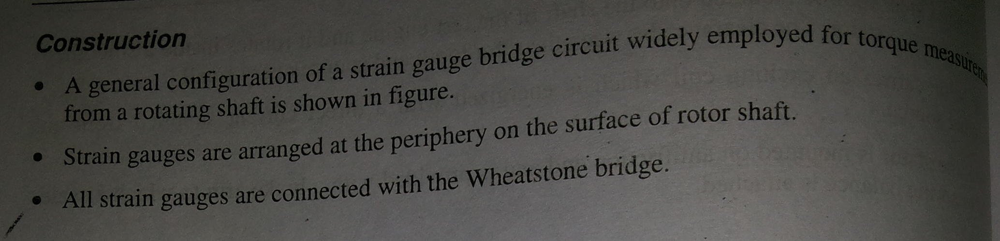 Construction
• A general configuration of a strain gauge bridge circuit widely employed for torque
from a rotating shaft is shown in figure.
• Strain gauges are arranged at the periphery on the surface of rotor shaft.
• All strain gauges are connected with the Wheatstone bridge.